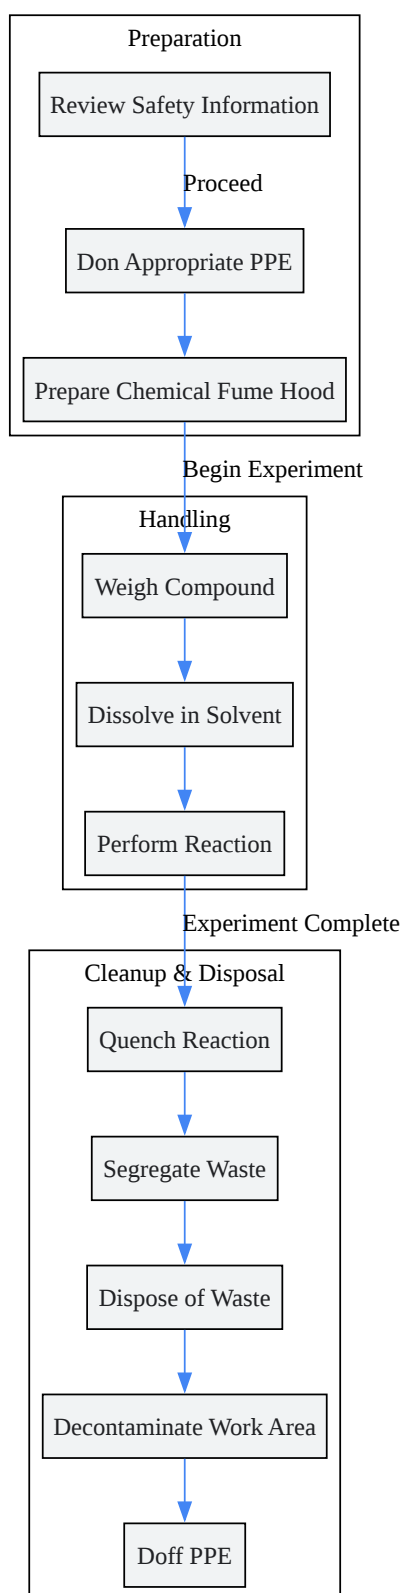 Preparation
Review Safety Information
Proceed
Don Appropriate PPE
Prepare Chemical Fume Hood
Begin Experiment
Handling
Weigh Compound
Dissolve in Solvent
Perform Reaction
Experiment Complete
Cleanup & Disposal
Quench Reaction
Segregate Waste
Dispose of Waste
Decontaminate Work Area
Doff PPE